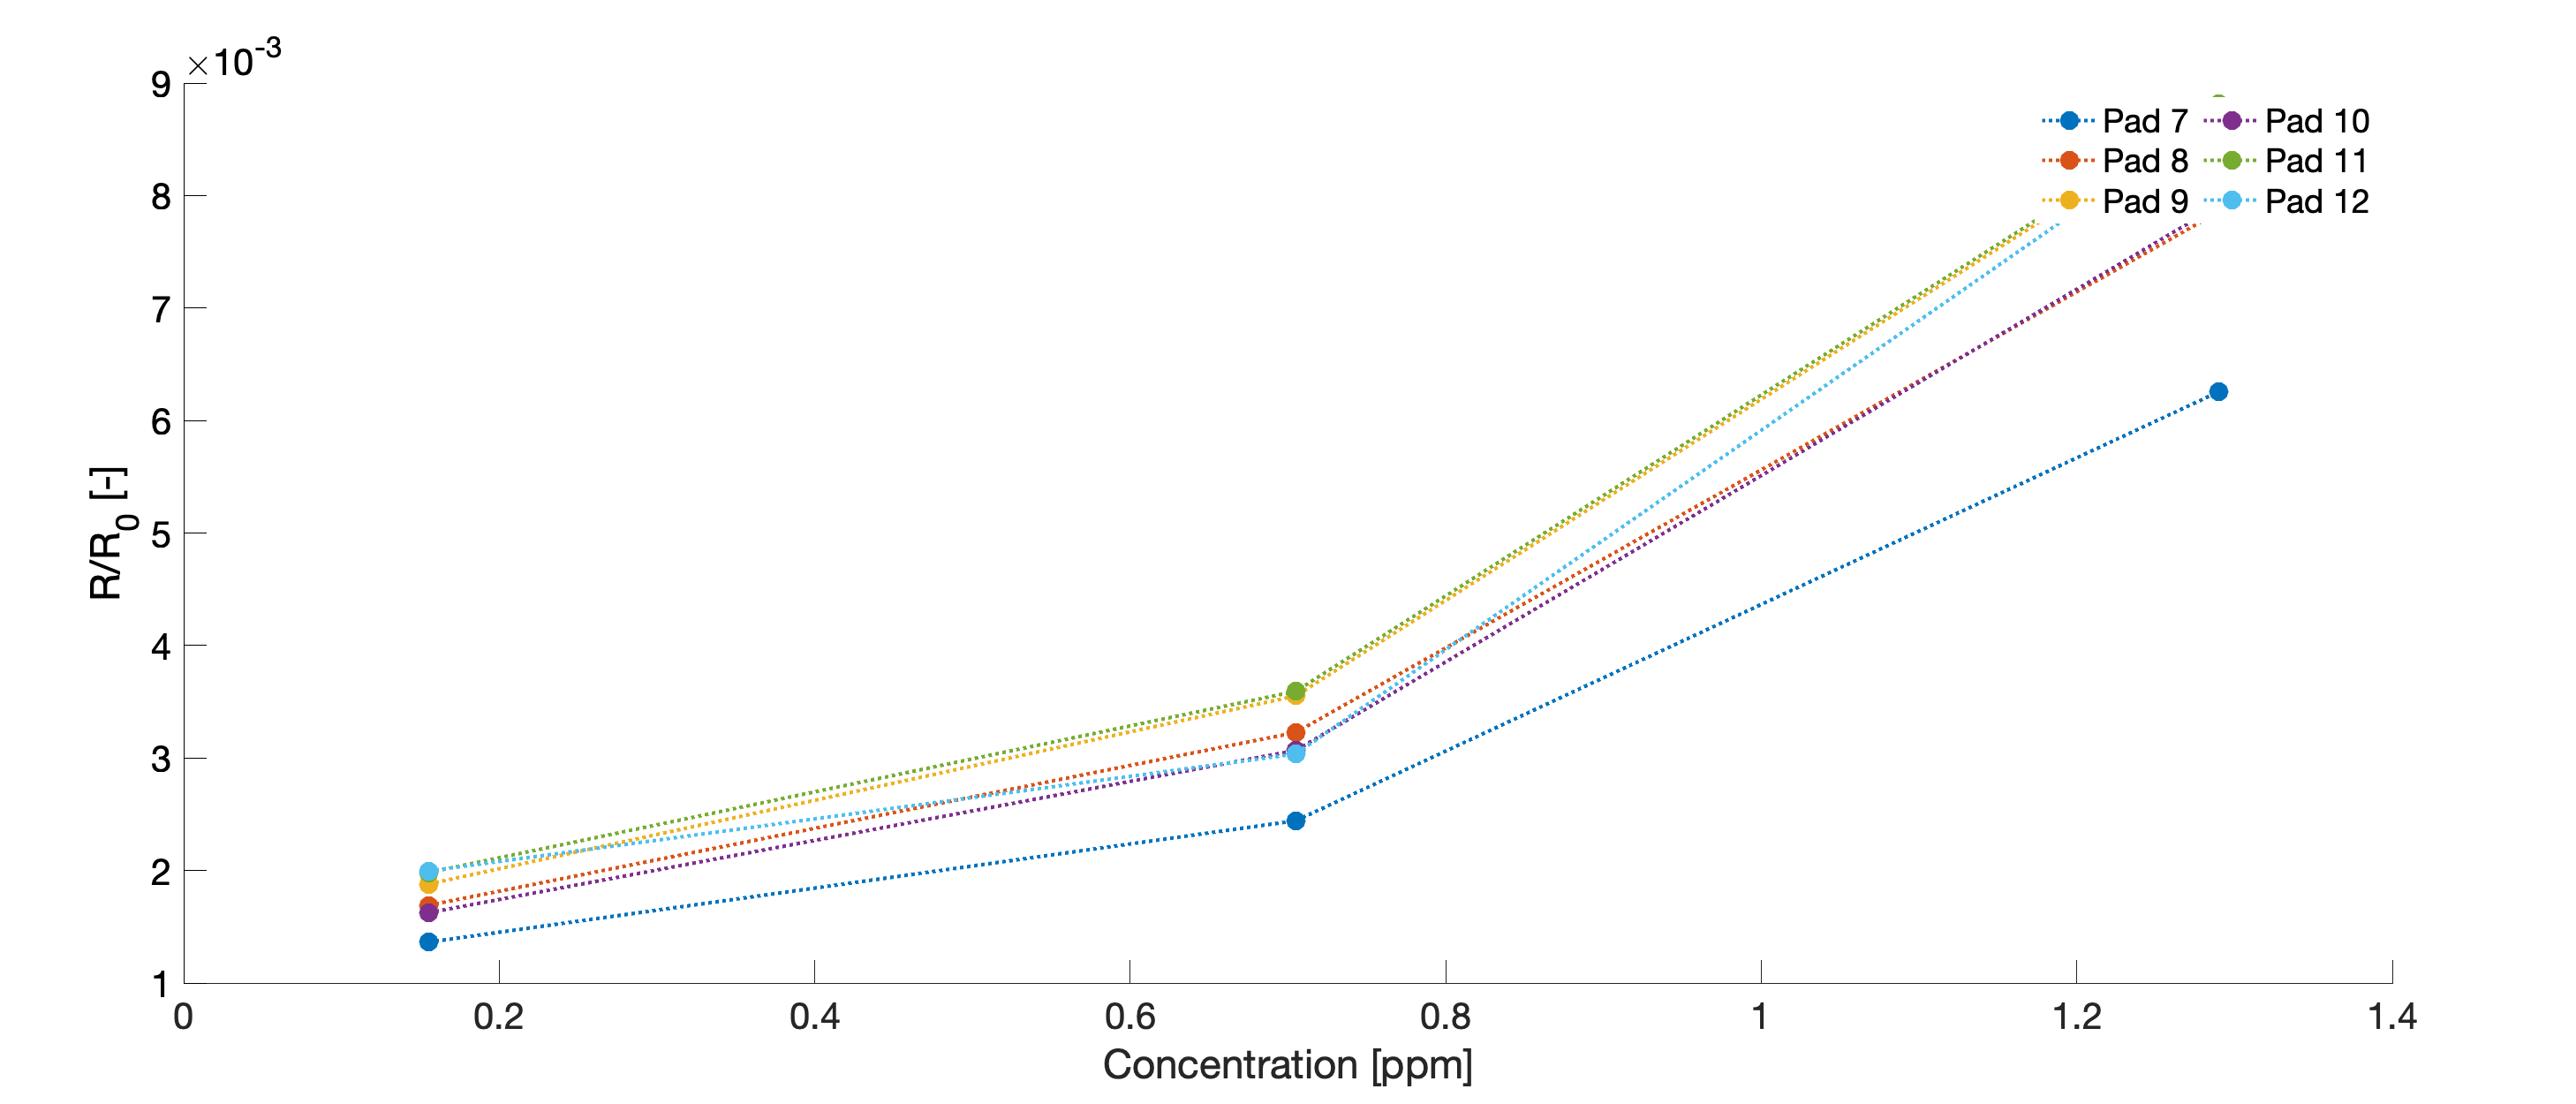 ×10-3
9
8
7
6
5
4
3
2
1
R/R0 [-]
Pad 7
Pad 8
Pad 9
Pad 10
Pad 11
Pad 12
0 0.2 0.4 0.6 0.8 1 1.2 1.4
Concentration [ppm]